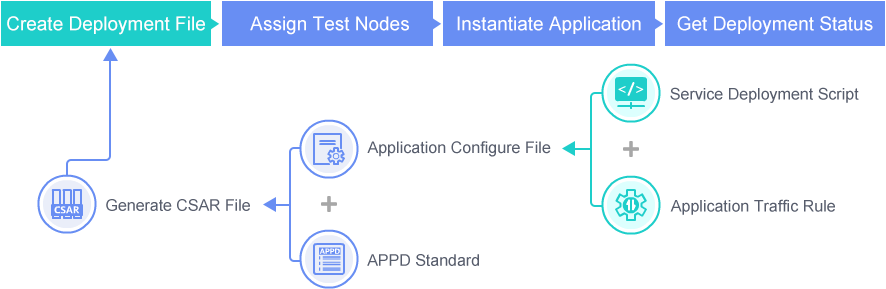 Create Deployment File
Assign Test Nodes
Instantiate Application
Get Deployment Status
</>
Service Deployment Script
Application Configure File
CSAR
Generate CSAR File
Application Traffic Rule
APPD
APPD Standard